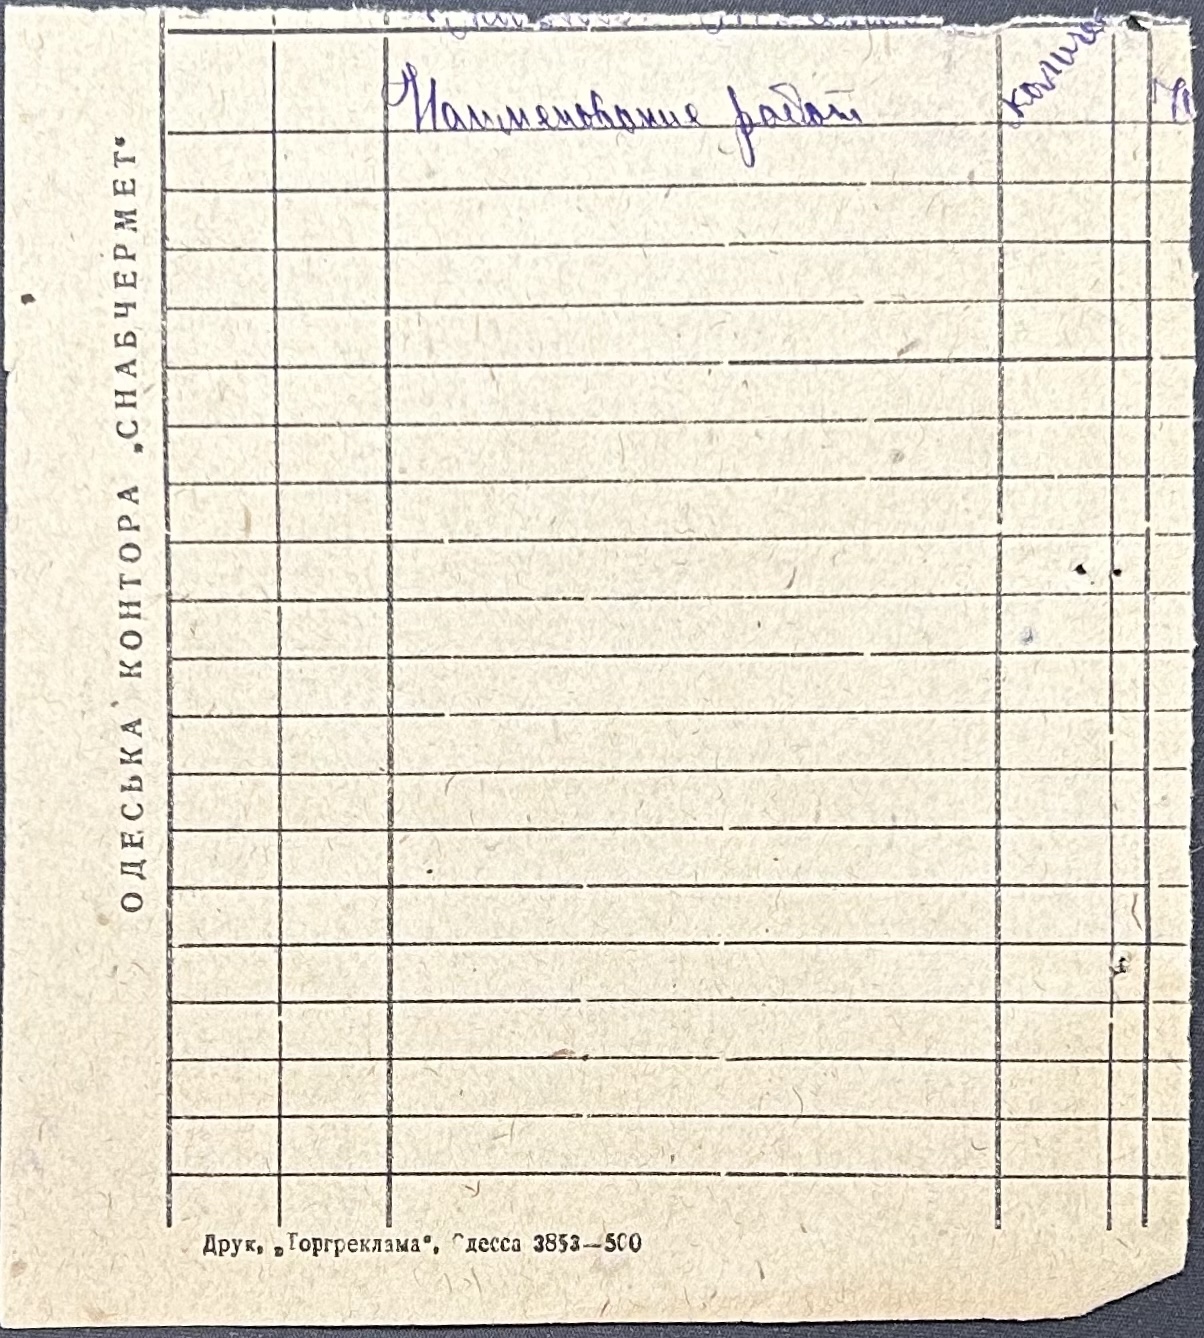 Наименование работ
ОДЕСЬКА КОНТОРА „СНАБЧЕРМЕТ“
Друк. „Торгреклама“, Одесса 3853—500